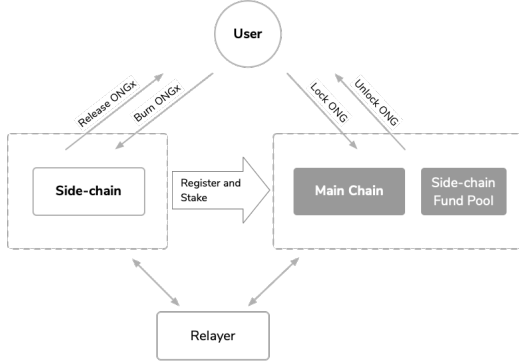 User
Release ONGx
Burn ONGx
Lock ONG
Unlock ONG
Side-chain
Register and
Stake
Main Chain
Side-chain
Fund Pool
Relayer